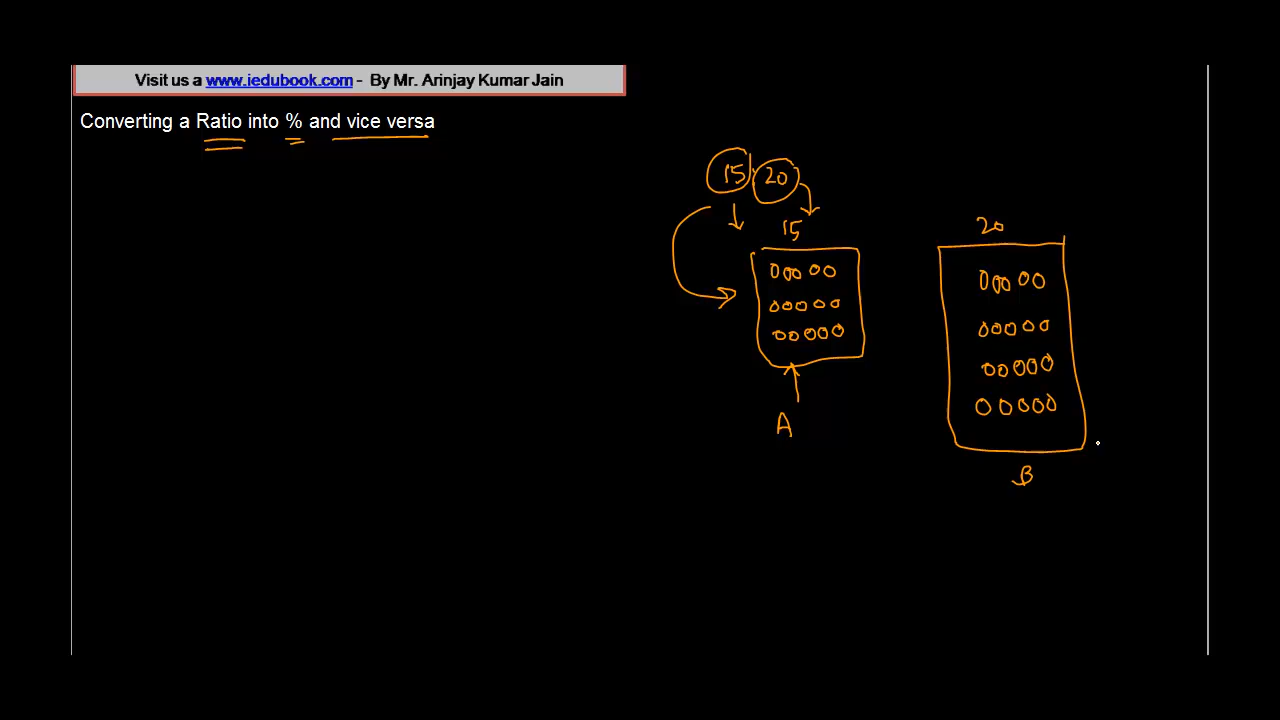 Visit us a www.iedubook.com - By Mr. Arinjay Kumar Jain
Converting a Ratio into % and vice versa
15:20
15
20
A
B